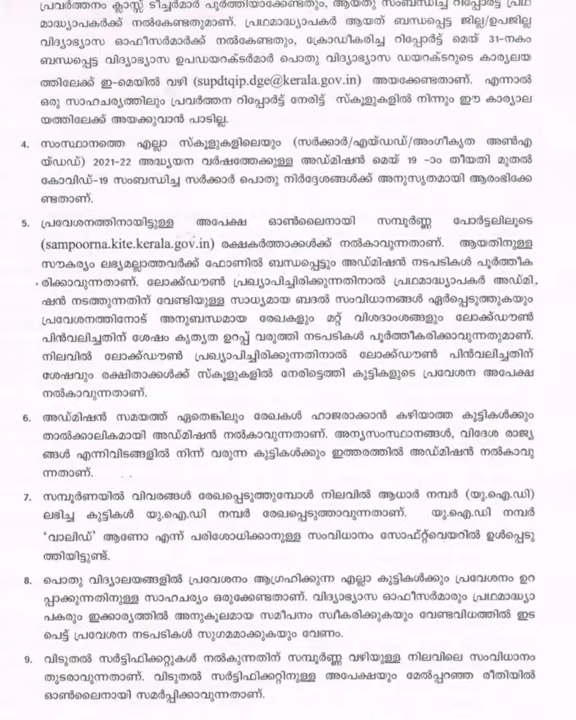 പ്രവർത്തനം ക്ലാസ്സ് ടീച്ചർമാർ പൂർത്തിയാക്കേണ്ടതും, ആയതു സംബന്ധിച്ച റിപ്പോർട്ട് പ്രഥ
മാദ്ധ്യാപകർക്ക് നൽകേണ്ടതുമാണ്. പ്രഥമാദ്ധ്യാപകർ ആയത് ബന്ധപ്പെട്ട ജില്ല/ഉപജില്ല
വിദ്യാഭ്യാസ ഓഫീസർമാർക്ക് നൽകേണ്ടതും, ക്രോഡീകരിച്ച റിപ്പോർട്ട് മെയ് 31-നകം
ബന്ധപ്പെട്ട വിദ്യാഭ്യാസ ഉപഡയറക്ടർമാർ പൊതു വിദ്യാഭ്യാസ ഡയറക്ടറുടെ കാര്യാലയ
ത്തിലേക്ക് ഇ-മെയിൽ വഴി (supdtqip.dge@kerala.gov.in) അയക്കേണ്ടതാണ്. എന്നാൽ
ഒരു സാഹചര്യത്തിലും പ്രവർത്തന റിപ്പോർട്ട് നേരിട്ട് സ്കൂളുകളിൽ നിന്നും ഈ കാര്യാല
യത്തിലേക്ക് അയക്കുവാൻ പാടില്ല.
4. സംസ്ഥാനത്തെ എല്ലാ സ്കൂളുകളിലെയും (സർക്കാർ/എയ്ഡഡ്/അംഗീകൃത അൺഎ
യ്ഡഡ്) 2021-22 അദ്ധ്യയന വർഷത്തേക്കുള്ള അഡ്മിഷൻ മെയ് 19 -ാം തീയതി മുതൽ
കോവിഡ്-19 സംബന്ധിച്ച സർക്കാർ പൊതു നിർദ്ദേശങ്ങൾക്ക് അനുസൃതമായി ആരംഭിക്കേ
ണ്ടതാണ്.
5. പ്രവേശനത്തിനായിട്ടുള്ള അപേക്ഷ ഓൺലൈനായി സമ്പൂർണ്ണ പോർട്ടലിലൂടെ
(sampoorna.kite.kerala.gov.in) രക്ഷകർത്താക്കൾക്ക് നൽകാവുന്നതാണ്. ആയതിനുള്ള
സൗകര്യം ലഭ്യമല്ലാത്തവർക്ക് ഫോണിൽ ബന്ധപ്പെട്ടും അഡ്മിഷൻ നടപടികൾ പൂർത്തീക
രിക്കാവുന്നതാണ്. ലോക്ക്ഡൗൺ പ്രഖ്യാപിച്ചിരിക്കുന്നതിനാൽ പ്രഥമാദ്ധ്യാപകർ അഡ്മി
ഷൻ നടത്തുന്നതിന് വേണ്ടിയുള്ള സാധ്യമായ ബദൽ സംവിധാനങ്ങൾ ഏർപ്പെടുത്തുകയും
പ്രവേശനത്തിനോട് അനുബന്ധമായ രേഖകളും മറ്റ് വിശദാംശങ്ങളും ലോക്ക്ഡൗൺ
പിൻവലിച്ചതിന് ശേഷം കൃത്യത ഉറപ്പ് വരുത്തി നടപടികൾ പൂർത്തീകരിക്കാവുന്നതുമാണ്.
നിലവിൽ ലോക്ക്ഡൗൺ പ്രഖ്യാപിച്ചിരിക്കുന്നതിനാൽ ലോക്ക്ഡൗൺ പിൻവലിച്ചതിന്
ശേഷവും രക്ഷിതാക്കൾക്ക് സ്കൂളുകളിൽ നേരിട്ടെത്തി കുട്ടികളുടെ പ്രവേശന അപേക്ഷ
നൽകാവുന്നതാണ്.
6. അഡ്മിഷൻ സമയത്ത് ഏതെങ്കിലും രേഖകൾ ഹാജരാക്കാൻ കഴിയാത്ത കുട്ടികൾക്കും
താൽക്കാലികമായി അഡ്മിഷൻ നൽകാവുന്നതാണ്. അന്യസംസ്ഥാനങ്ങൾ, വിദേശ രാജ്യ
ങ്ങൾ എന്നിവിടങ്ങളിൽ നിന്ന് വരുന്ന കുട്ടികൾക്കും ഇത്തരത്തിൽ അഡ്മിഷൻ നൽകാവു
ന്നതാണ്.
7. സമ്പൂർണയിൽ വിവരങ്ങൾ രേഖപ്പെടുത്തുമ്പോൾ നിലവിൽ ആധാർ നമ്പർ (യു.ഐ.ഡി)
ലഭിച്ച കുട്ടികൾ യു.ഐ.ഡി നമ്പർ രേഖപ്പെടുത്താവുന്നതാണ്. യു.ഐ.ഡി നമ്പർ
'വാലിഡ്' ആണോ എന്ന് പരിശോധിക്കാനുള്ള സംവിധാനം സോഫ്റ്റ്‌വെയറിൽ ഉൾപ്പെടു
ത്തിയിട്ടുണ്ട്.
8. പൊതു വിദ്യാലയങ്ങളിൽ പ്രവേശനം ആഗ്രഹിക്കുന്ന എല്ലാ കുട്ടികൾക്കും പ്രവേശനം ഉറ
പ്പാക്കുന്നതിനുള്ള സാഹചര്യം ഒരുക്കേണ്ടതാണ്. വിദ്യാഭ്യാസ ഓഫീസർമാരും പ്രഥമാദ്ധ്യാ
പകരും ഇക്കാര്യത്തിൽ അനുകൂലമായ സമീപനം സ്വീകരിക്കുകയും വേണ്ടവിധത്തിൽ ഇട
പെട്ട് പ്രവേശന നടപടികൾ സുഗമമാക്കുകയും വേണം.
9. വിടുതൽ സർട്ടിഫിക്കറ്റുകൾ നൽകുന്നതിന് സമ്പൂർണ്ണ വഴിയുള്ള നിലവിലെ സംവിധാനം
തുടരാവുന്നതാണ്. വിടുതൽ സർട്ടിഫിക്കറ്റിനുള്ള അപേക്ഷയും മേൽപ്പറഞ്ഞ രീതിയിൽ
ഓൺലൈനായി സമർപ്പിക്കാവുന്നതാണ്.